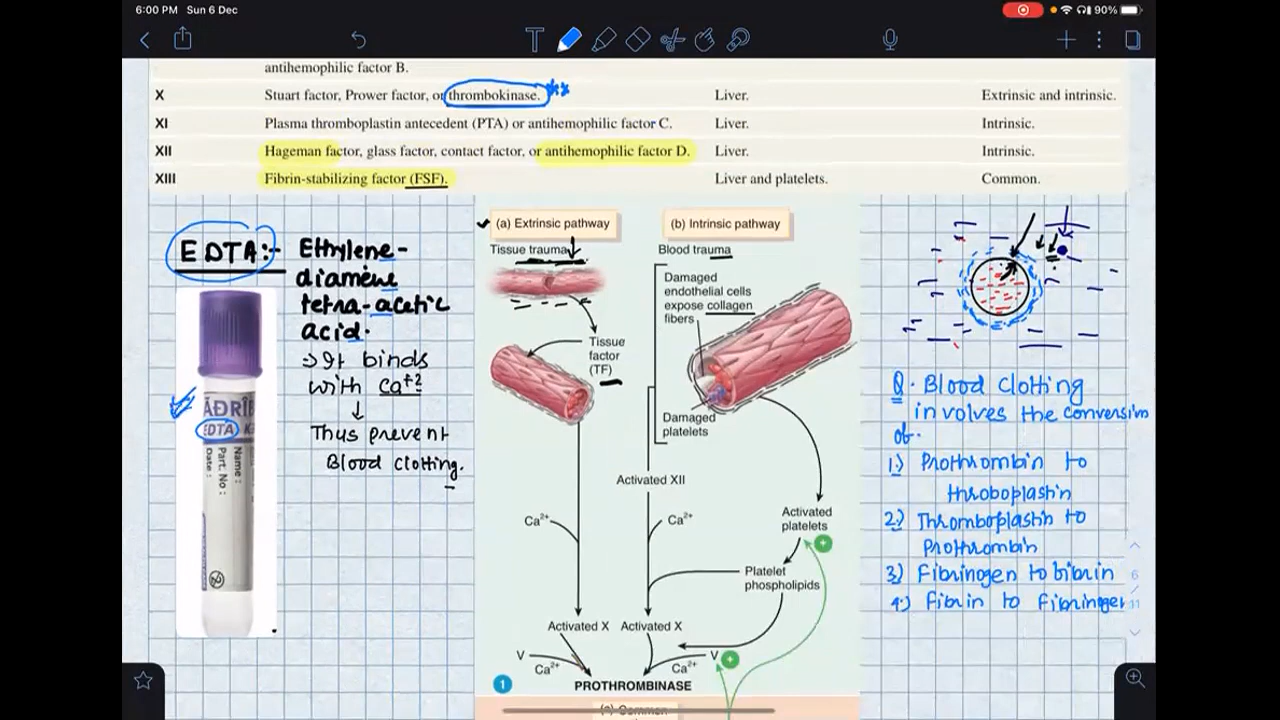 6:00 PM Sun 6 Dec
90%
antihemophilic factor B.
X Stuart factor, Prower factor, or thrombokinase. Liver. Extrinsic and intrinsic.
XI Plasma thromboplastin antecedent (PTA) or antihemophilic factor C. Liver. Intrinsic.
XII Hageman factor, glass factor, contact factor, or antihemophilic factor D. Liver. Intrinsic.
XIII Fibrin-stabilizing factor (FSF). Liver and platelets. Common.
EDTA:-
Ethylene-
diamene
tetra-acetic
acid.
⇒ It binds
with Ca+2
↓
Thus prevent
Blood Clotting.
EDTA
Name :
Part. No :
Date :
(a) Extrinsic pathway
Tissue trauma
Tissue
factor
(TF)
Ca2+
Activated X
V
Ca2+
(b) Intrinsic pathway
Blood trauma
Damaged
endothelial cells
expose collagen
fibers
Damaged
platelets
Activated XII
Ca2+
Activated
platelets
+
Platelet
phospholipids
Activated X
Ca2+
V
+
1
PROTHROMBINASE
Q. Blood Clotting
involves the conversion
of.
1) Prothrombin to
throboplastin
2) Thromboplastin to
Prothrombin
3) Fibrinogen to bibrin
4) Fibrin to Fibrinogen
6
/
11